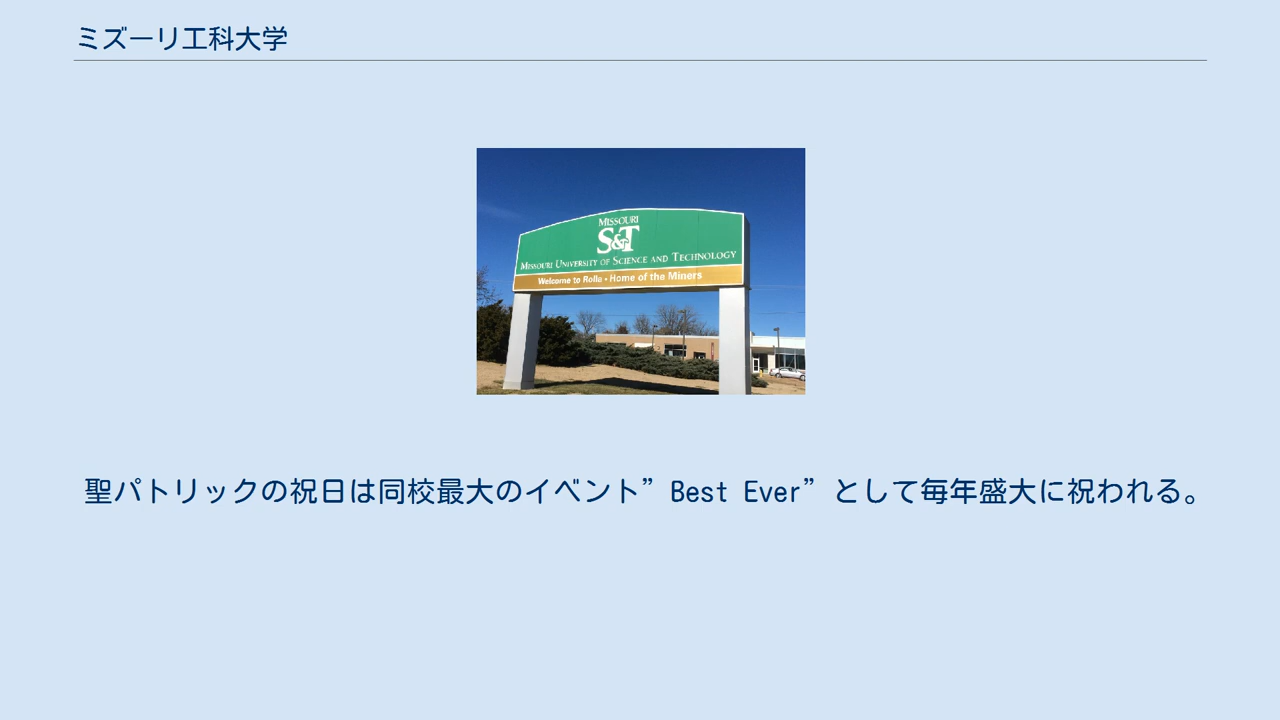 ミズーリ工科大学
MISSOURI
S&T
MISSOURI UNIVERSITY OF SCIENCE AND TECHNOLOGY
Welcome to Rolla • Home of the Miners
聖パトリックの祝日は同校最大のイベント”Best Ever”として毎年盛大に祝われる。